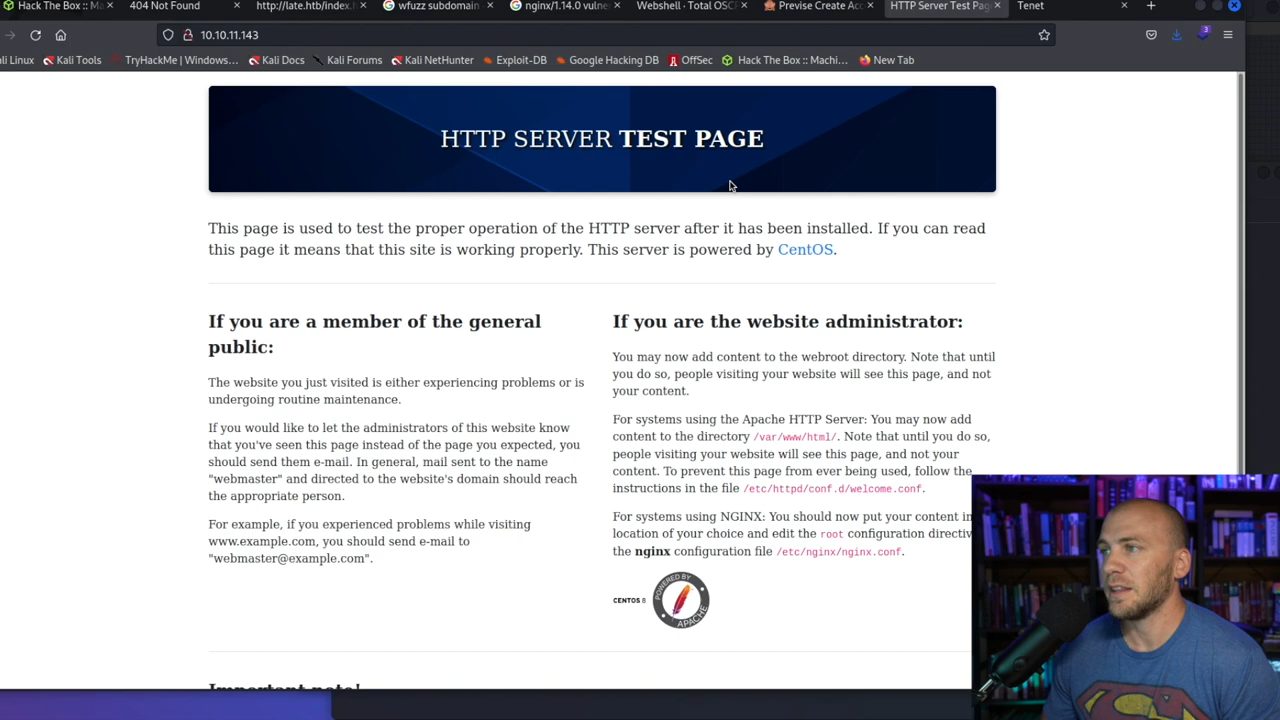 Hack The Box :: Ma
404 Not Found
http://late.htb/index.h
wfuzz subdomain
nginx/1.14.0 vulne
Webshell · Total OSCP
Previse Create Acc
HTTP Server Test Page
Tenet
10.10.11.143
3
ali Linux
Kali Tools
TryHackMe | Windows…
Kali Docs
Kali Forums
Kali NetHunter
Exploit-DB
Google Hacking DB
OffSec
Hack The Box :: Machi…
New Tab
HTTP SERVER TEST PAGE
This page is used to test the proper operation of the HTTP server after it has been installed. If you can read
this page it means that this site is working properly. This server is powered by CentOS.
If you are a member of the general
public:
The website you just visited is either experiencing problems or is
undergoing routine maintenance.
If you would like to let the administrators of this website know
that you've seen this page instead of the page you expected, you
should send them e-mail. In general, mail sent to the name
"webmaster" and directed to the website's domain should reach
the appropriate person.
For example, if you experienced problems while visiting
www.example.com, you should send e-mail to
"webmaster@example.com".
If you are the website administrator:
You may now add content to the webroot directory. Note that until
you do so, people visiting your website will see this page, and not
your content.
For systems using the Apache HTTP Server: You may now add
content to the directory /var/www/html/. Note that until you do so,
people visiting your website will see this page, and not your
content. To prevent this page from ever being used, follow the
instructions in the file /etc/httpd/conf.d/welcome.conf.
For systems using NGINX: You should now put your content in
location of your choice and edit the root configuration directiv
the nginx configuration file /etc/nginx/nginx.conf.
CENTOS 8
POWERED BY
APACHE
Important note!